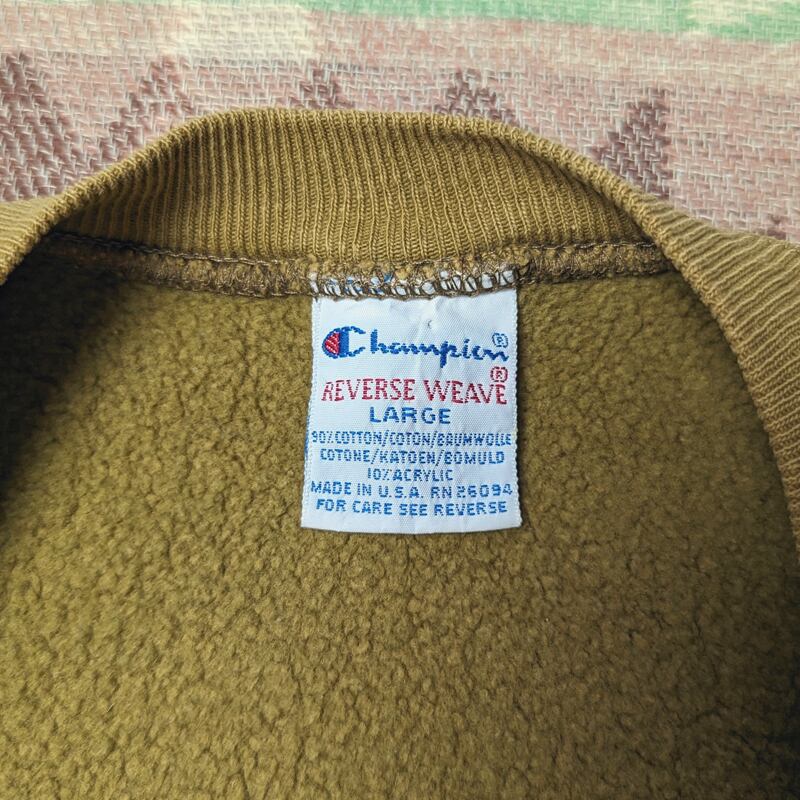 Champion®
REVERSE WEAVE®
LARGE
90% COTTON/COTON/BAUMWOLLE
COTONE/KATOEN/BOMULD
10% ACRYLIC
MADE IN U.S.A. RN 26094
FOR CARE SEE REVERSE